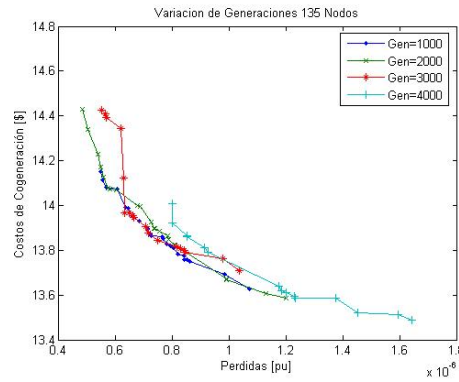 Variacion de Generaciones 135 Nodos
Costos de Cogeneración [$]
14.8
14.6
14.4
14.2
14
13.8
13.6
13.4
Gen=1000
Gen=2000
Gen=3000
Gen=4000
0.4 0.6 0.8 1 1.2 1.4 1.6 1.8
Perdidas [pu]
x 10⁻⁶